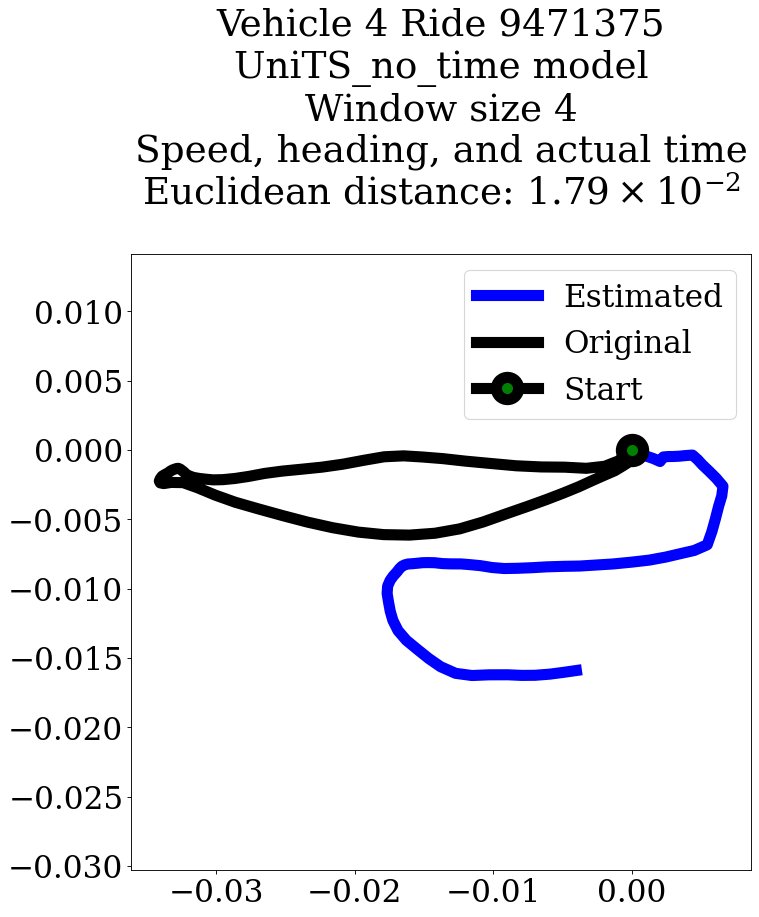 Vehicle 4 Ride 9471375
UniTS_no_time model
Window size 4
Speed, heading, and actual time
Euclidean distance: 1.79 × 10⁻²
Estimated
Original
Start
0.010
0.005
0.000
−0.005
−0.010
−0.015
−0.020
−0.025
−0.030
−0.03 −0.02 −0.01 0.00